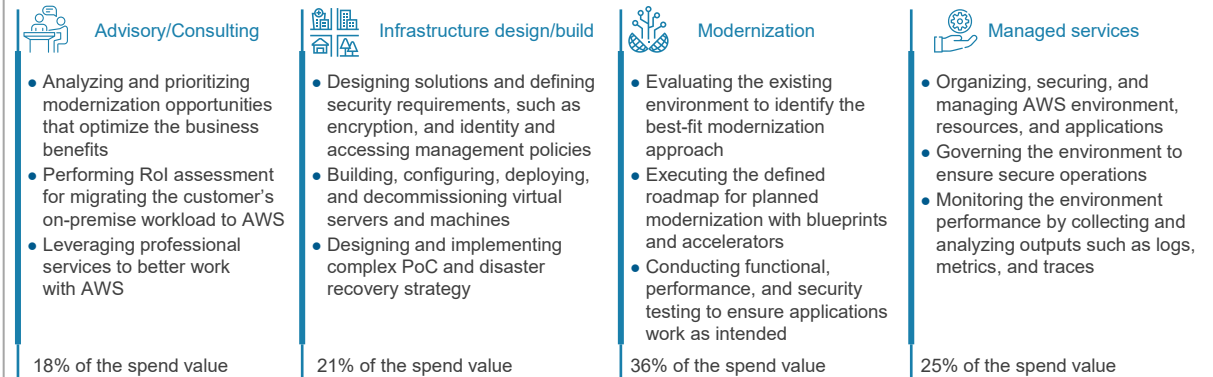 Advisory/Consulting
● Analyzing and prioritizing
modernization opportunities
that optimize the business
benefits
● Performing RoI assessment
for migrating the customer's
on-premise workload to AWS
● Leveraging professional
services to better work
with AWS
18% of the spend value
Infrastructure design/build
● Designing solutions and defining
security requirements, such as
encryption, and identity and
accessing management policies
● Building, configuring, deploying,
and decommissioning virtual
servers and machines
● Designing and implementing
complex PoC and disaster
recovery strategy
21% of the spend value
Modernization
● Evaluating the existing
environment to identify the
best-fit modernization
approach
● Executing the defined
roadmap for planned
modernization with blueprints
and accelerators
● Conducting functional,
performance, and security
testing to ensure applications
work as intended
36% of the spend value
Managed services
● Organizing, securing, and
managing AWS environment,
resources, and applications
● Governing the environment to
ensure secure operations
● Monitoring the environment
performance by collecting and
analyzing outputs such as logs,
metrics, and traces
25% of the spend value